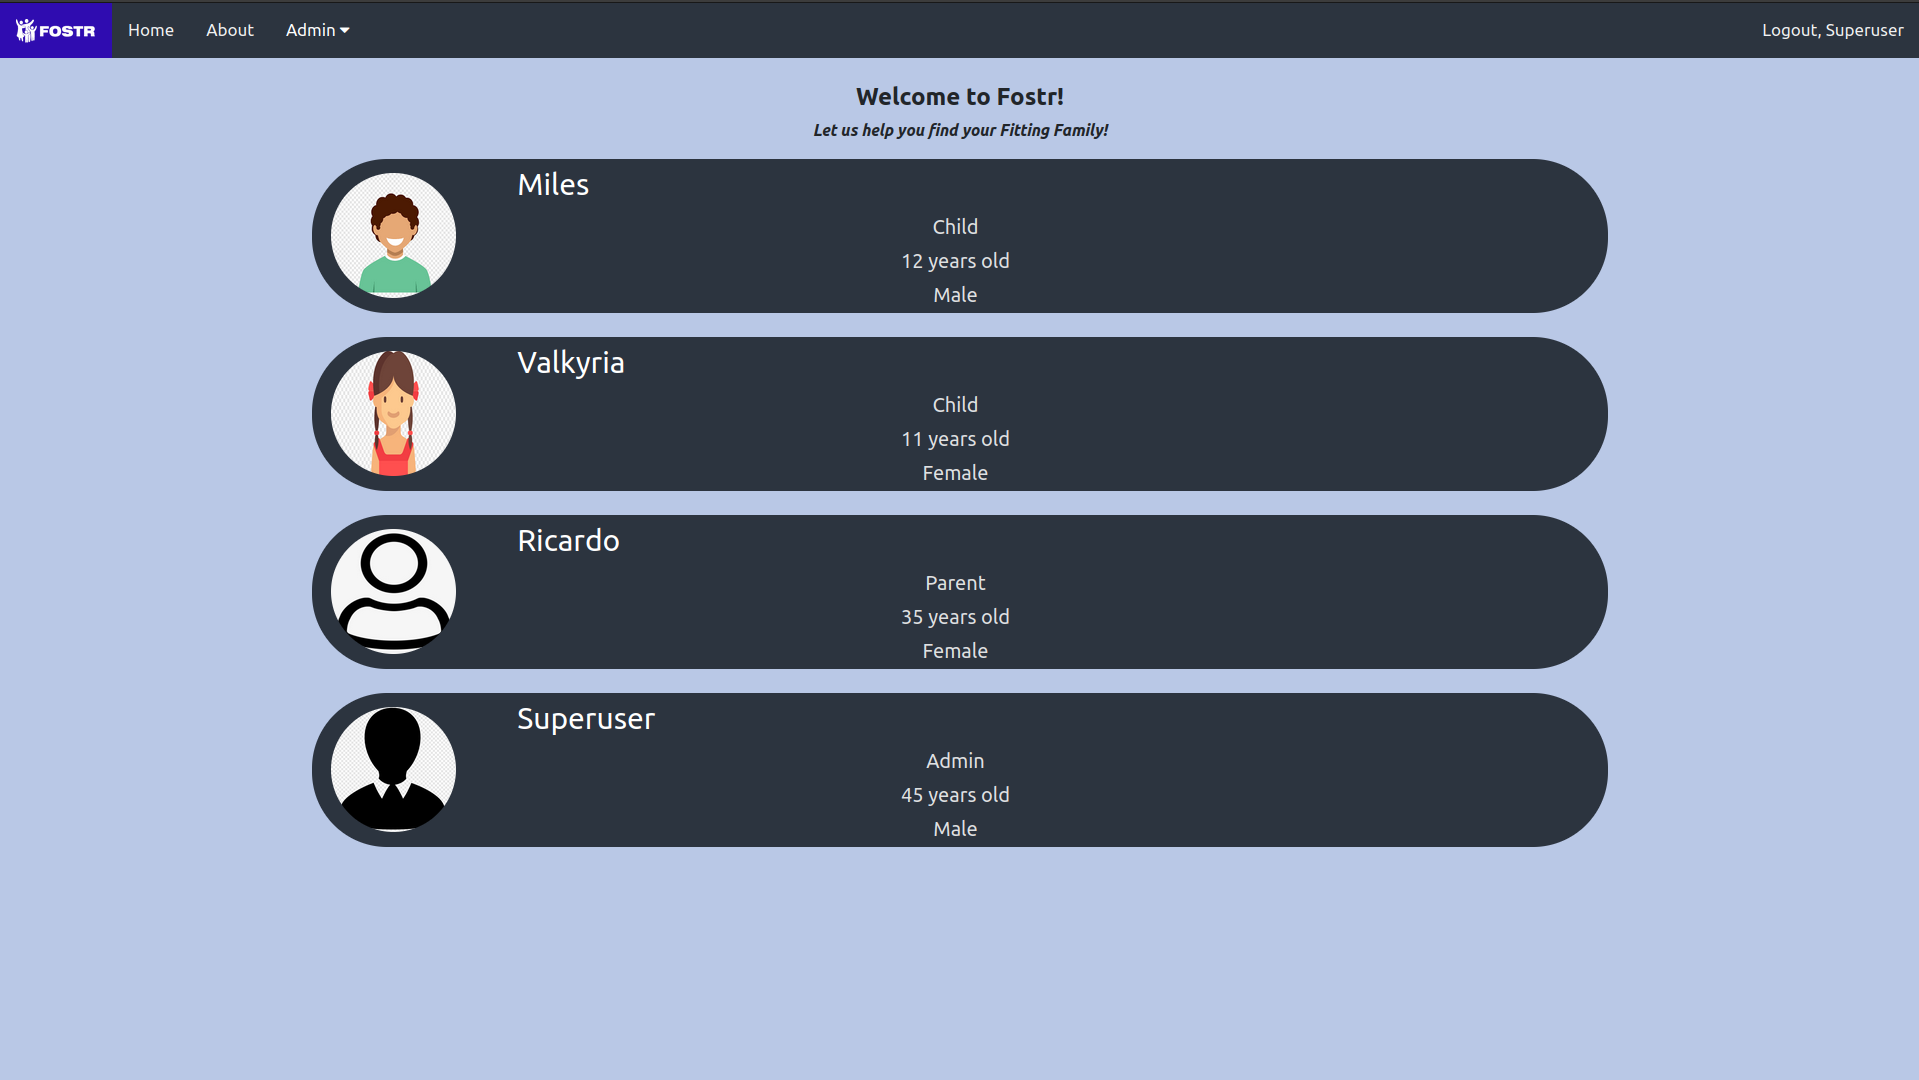 FOSTR Home About Admin Logout, Superuser
Welcome to Fostr!
Let us help you find your Fitting Family!
Miles
Child
12 years old
Male
Valkyria
Child
11 years old
Female
Ricardo
Parent
35 years old
Female
Superuser
Admin
45 years old
Male